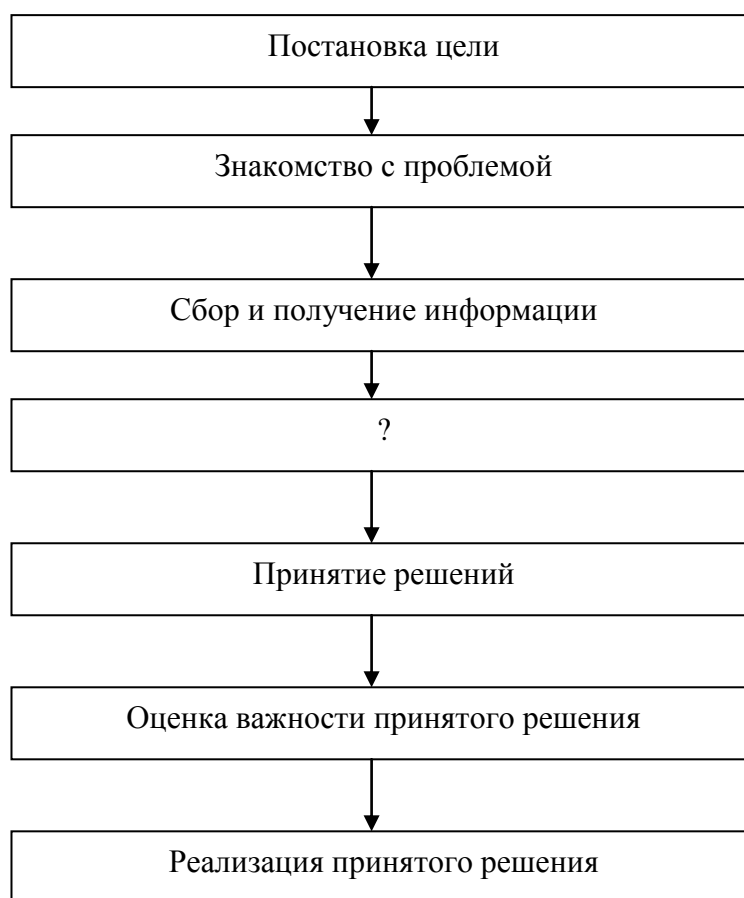 Постановка цели
Знакомство с проблемой
Сбор и получение информации
?
Принятие решений
Оценка важности принятого решения
Реализация принятого решения